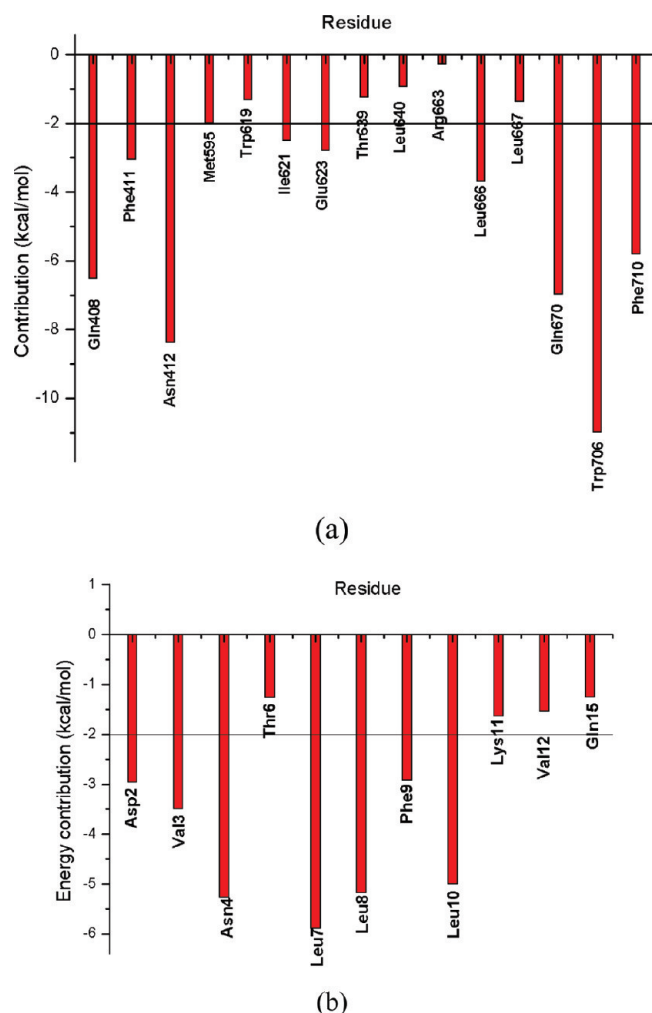 Residue
0
-2
-4
-6
-8
-10
Contribution (kcal/mol)
Gln408
Phe411
Asn412
Met595
Trp619
Ile621
Glu623
Thr639
Leu640
Arg663
Leu666
Leu667
Gln670
Trp706
Phe710
(a)
Residue
1
0
-1
-2
-3
-4
-5
-6
Energy contribution (kcal/mol)
Asp2
Val3
Asn4
Thr6
Leu7
Leu8
Phe9
Leu10
Lys11
Val12
Gln15
(b)